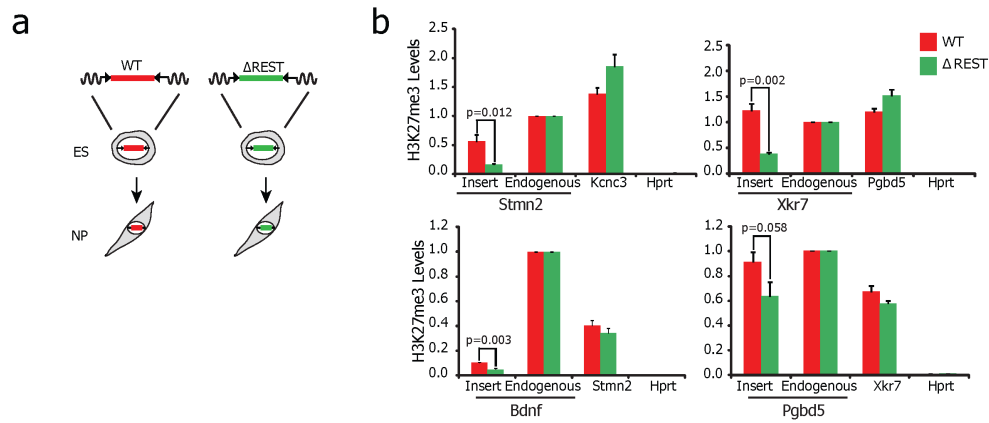 a
WT
ΔREST
ES
NP
b
WT
ΔREST
H3K27me3 Levels
2.5
2.0
1.5
1.0
0.5
0.0
p=0.012
Insert Endogenous Kcnc3 Hprt
Stmn2
2.5
2.0
1.5
1.0
0.5
0.0
p=0.002
Insert Endogenous Pgbd5 Hprt
Xkr7
H3K27me3 Levels
1.2
1.0
0.8
0.6
0.4
0.2
0.0
p=0.003
Insert Endogenous Stmn2 Hprt
Bdnf
1.2
1.0
0.8
0.6
0.4
0.2
0.0
p=0.058
Insert Endogenous Xkr7 Hprt
Pgbd5